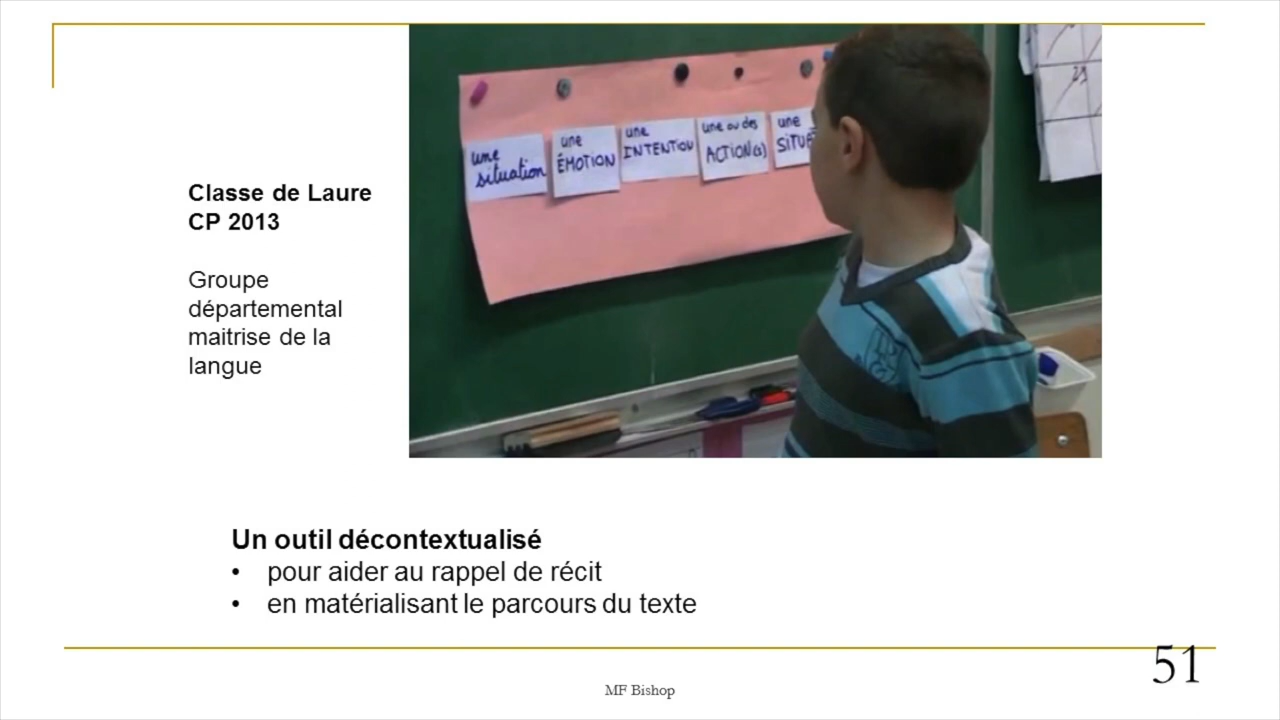 Classe de Laure
CP 2013
Groupe
départemental
maitrise de la
langue
une
situation
une
ÉMOTION
une
INTENTION
une ou des
ACTION(s)
une
Un outil décontextualisé
• pour aider au rappel de récit
• en matérialisant le parcours du texte
51
MF Bishop